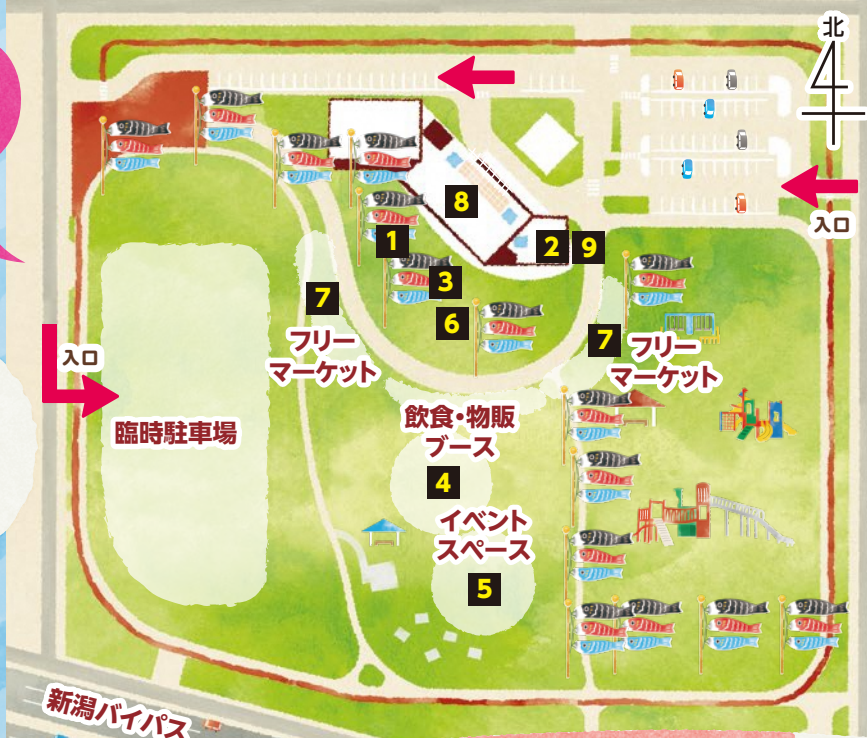 北
入口
8
1
2
9
3
7
6
フリー
マーケット
7
フリー
マーケット
入口
臨時駐車場
飲食・物販
ブース
4
イベント
スペース
5
新潟バイパス